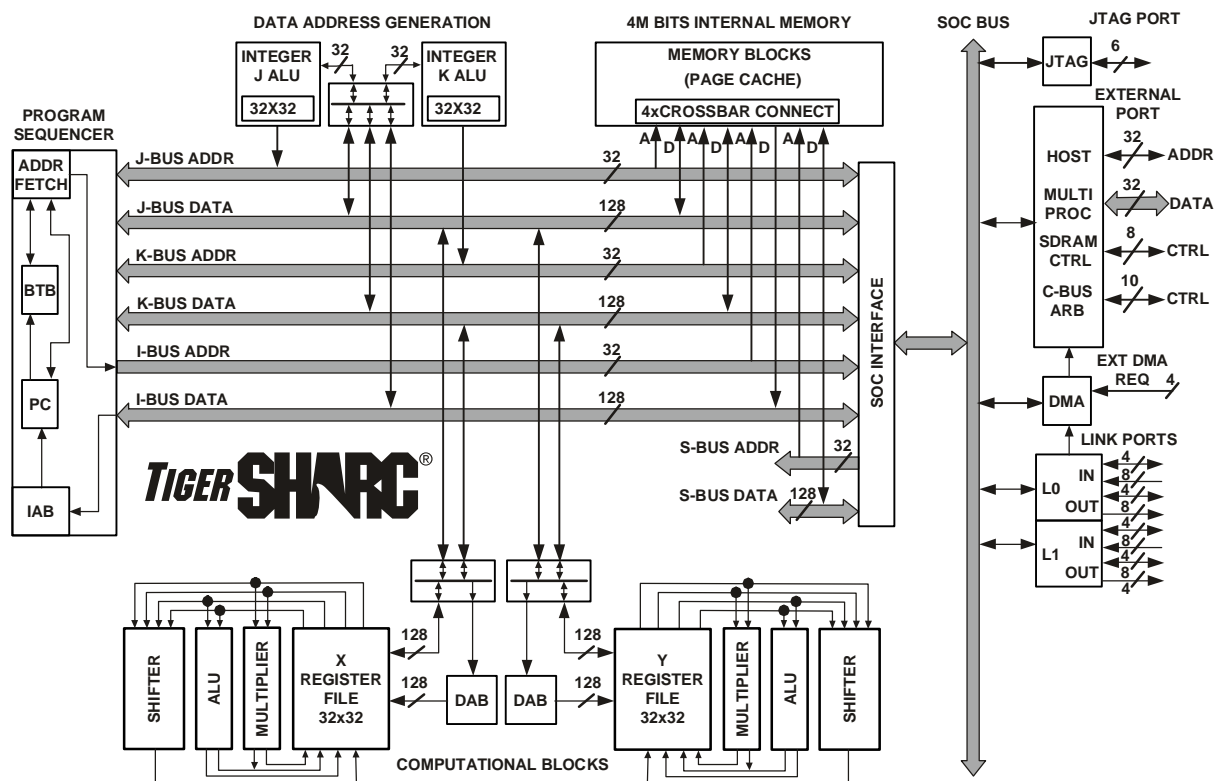 DATA ADDRESS GENERATION
4M BITS INTERNAL MEMORY
SOC BUS
JTAG PORT
INTEGER
J ALU
32X32
32
32
INTEGER
K ALU
32X32
MEMORY BLOCKS
(PAGE CACHE)
4xCROSSBAR CONNECT
A D A D A D A D
JTAG
6
PROGRAM
SEQUENCER
ADDR
FETCH
BTB
PC
IAB
J-BUS ADDR
32
J-BUS DATA
128
K-BUS ADDR
32
K-BUS DATA
128
I-BUS ADDR
32
I-BUS DATA
128
S-BUS ADDR
32
S-BUS DATA
128
SOC INTERFACE
EXTERNAL
PORT
HOST
32
ADDR
MULTI
PROC
32
DATA
SDRAM
CTRL
8
CTRL
C-BUS
ARB
10
CTRL
EXT DMA
REQ
4
DMA
LINK PORTS
L0
IN
OUT
4
8
4
8
L1
IN
OUT
4
8
4
8
4
TIGER SHARC®
SHIFTER
ALU
MULTIPLIER
X
REGISTER
FILE
32x32
128
128
DAB
DAB
128
128
Y
REGISTER
FILE
32x32
MULTIPLIER
ALU
SHIFTER
COMPUTATIONAL BLOCKS